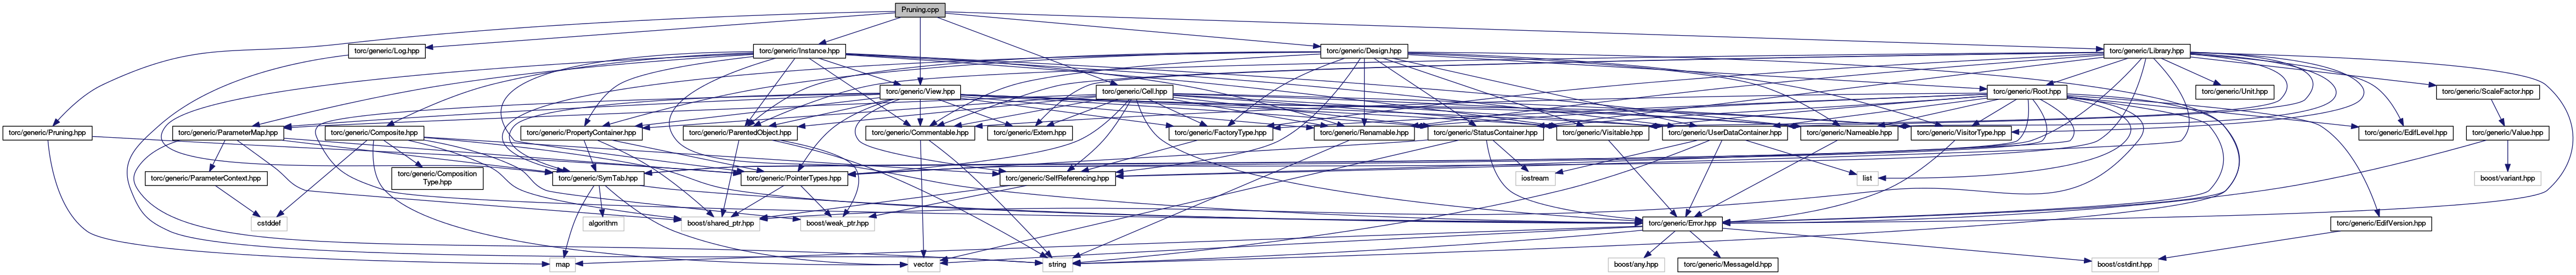 Pruning.cpp
torc/generic/Log.hpp
torc/generic/Instance.hpp
torc/generic/Design.hpp
torc/generic/Library.hpp
torc/generic/View.hpp
torc/generic/Cell.hpp
torc/generic/Root.hpp
torc/generic/Unit.hpp
torc/generic/ScaleFactor.hpp
torc/generic/Pruning.hpp
torc/generic/ParameterMap.hpp
torc/generic/Composite.hpp
torc/generic/PropertyContainer.hpp
torc/generic/ParentedObject.hpp
torc/generic/Commentable.hpp
torc/generic/Extern.hpp
torc/generic/FactoryType.hpp
torc/generic/Renamable.hpp
torc/generic/StatusContainer.hpp
torc/generic/Visitable.hpp
torc/generic/UserDataContainer.hpp
torc/generic/Nameable.hpp
torc/generic/VisitorType.hpp
torc/generic/EdifLevel.hpp
torc/generic/Value.hpp
torc/generic/ParameterContext.hpp
torc/generic/Composition
Type.hpp
torc/generic/SymTab.hpp
torc/generic/PointerTypes.hpp
torc/generic/SelfReferencing.hpp
iostream
list
boost/variant.hpp
cstddef
boost/shared_ptr.hpp
algorithm
boost/weak_ptr.hpp
torc/generic/Error.hpp
torc/generic/EdifVersion.hpp
map
vector
string
boost/any.hpp
torc/generic/MessageId.hpp
boost/cstdint.hpp